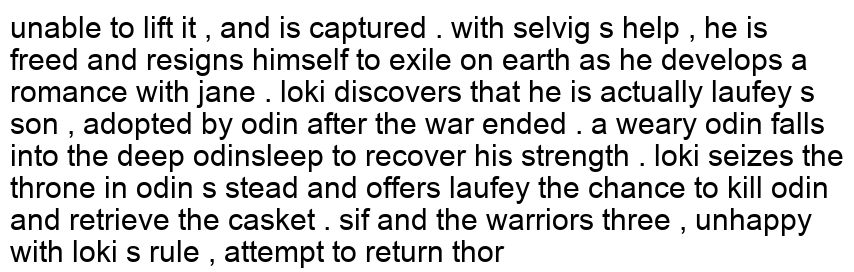 unable to lift it , and is captured . with selvig s help , he is
freed and resigns himself to exile on earth as he develops a
romance with jane . loki discovers that he is actually laufey s
son , adopted by odin after the war ended . a weary odin falls
into the deep odinsleep to recover his strength . loki seizes the
throne in odin s stead and offers laufey the chance to kill odin
and retrieve the casket . sif and the warriors three , unhappy
with loki s rule , attempt to return thor